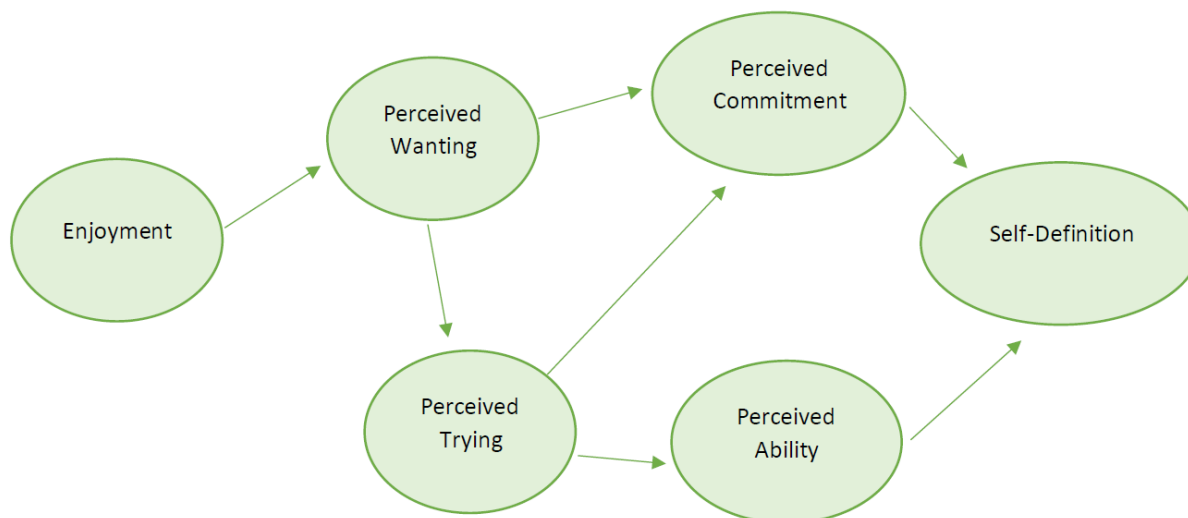 Perceived
Commitment
Perceived
Wanting
Enjoyment
Self-Definition
Perceived
Trying
Perceived
Ability